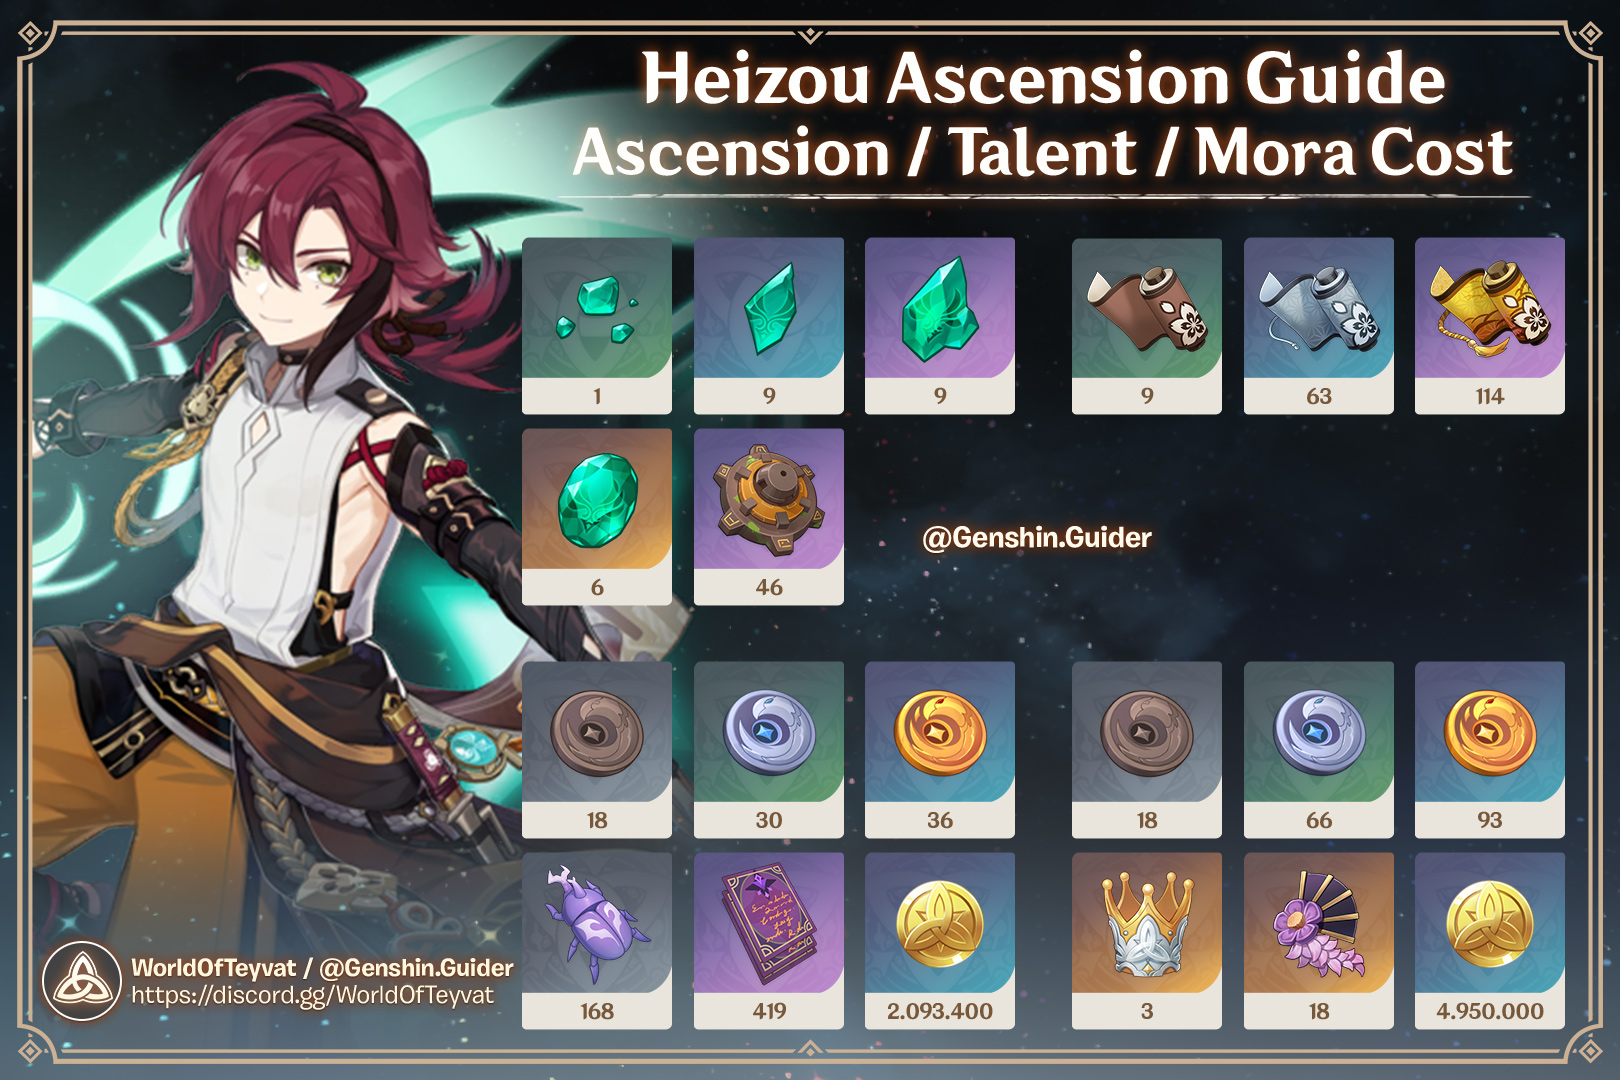 Heizou Ascension Guide
Ascension / Talent / Mora Cost
1 9 9 9 63 114
6 46
@Genshin.Guider
18 30 36 18 66 93
168 419 2.093.400 3 18 4.950.000
WorldOfTeyvat / @Genshin.Guider
https://discord.gg/WorldOfTeyvat